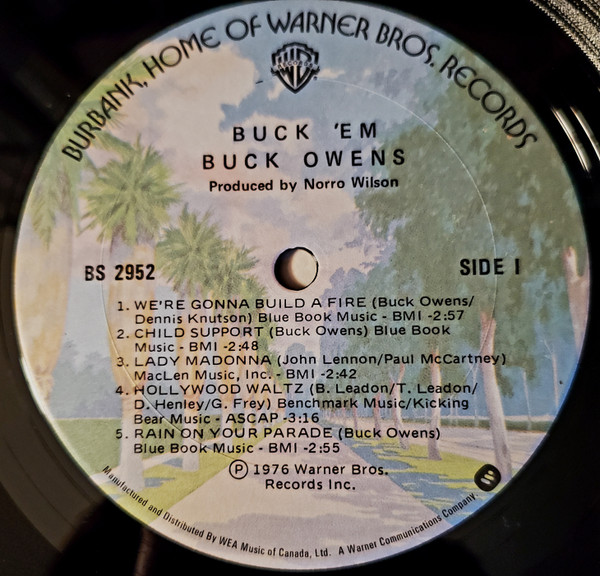 BURBANK, HOME OF WARNER BROS. RECORDS
BUCK 'EM
BUCK OWENS
Produced by Norro Wilson
BS 2952
SIDE I
1. WE'RE GONNA BUILD A FIRE (Buck Owens/
Dennis Knutson) Blue Book Music - BMI -2:57
2. CHILD SUPPORT (Buck Owens) Blue Book
Music - BMI -2:48
3. LADY MADONNA (John Lennon/Paul McCartney)
MacLen Music, Inc. - BMI -2:42
4. HOLLYWOOD WALTZ (B. Leadon/T. Leadon/
D. Henley/G. Frey) Benchmark Music/Kicking
Bear Music - ASCAP -3:16
5. RAIN ON YOUR PARADE (Buck Owens)
Blue Book Music - BMI -2:55
Ⓟ 1976 Warner Bros.
Records Inc.
Manufactured and Distributed By WEA Music of Canada, Ltd. A Warner Communications Company.